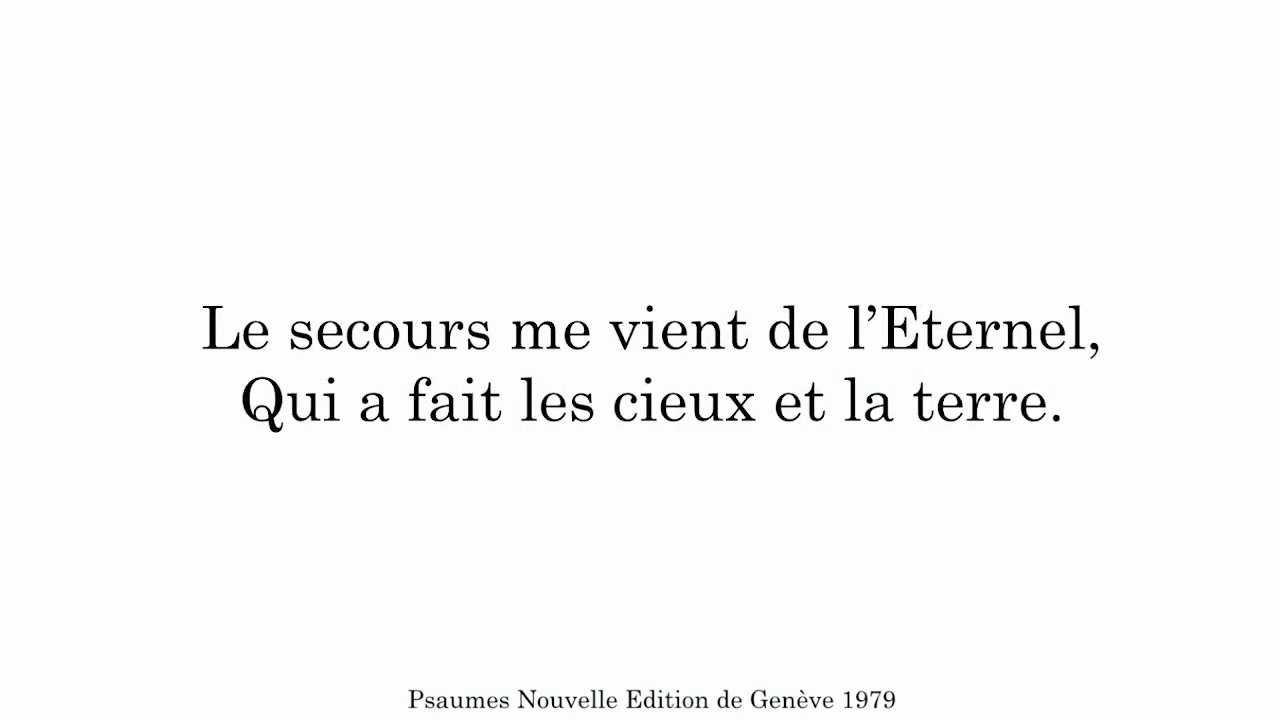 Le secours me vient de l’Eternel,
Qui a fait les cieux et la terre.
Psaumes Nouvelle Edition de Genève 1979